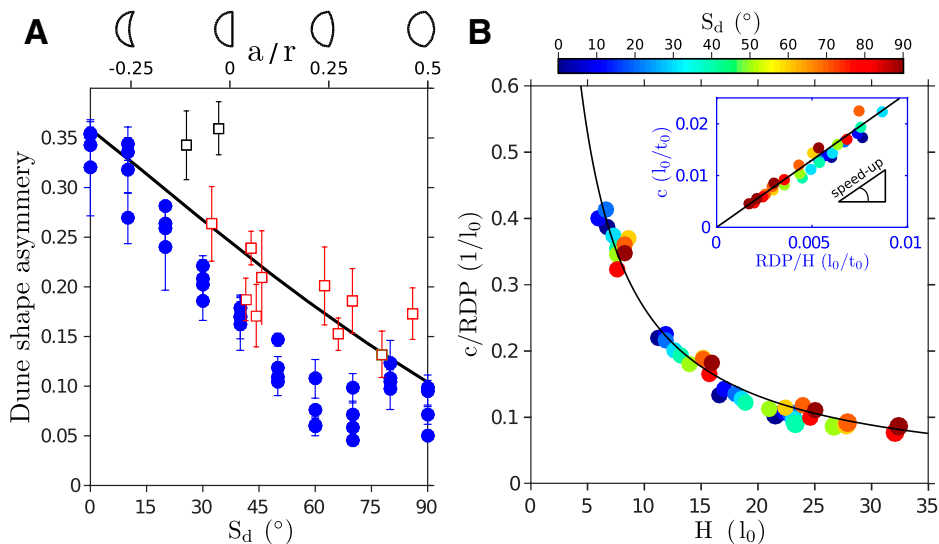 A
a/r
-0.25 0 0.25 0.5
Dune shape asymmery
0.35
0.30
0.25
0.20
0.15
0.10
0.05
0
0 15 30 45 60 75 90
S_d (°)
B
S_d (°)
0 10 20 30 40 50 60 70 80 90
c/RDP (1/l_0)
0.6
0.5
0.4
0.3
0.2
0.1
0
0 5 10 15 20 25 30 35
H (l_0)
c (l_0/t_0)
0.02
0.01
0
speed-up
0 0.005 0.01
RDP/H (l_0/t_0)